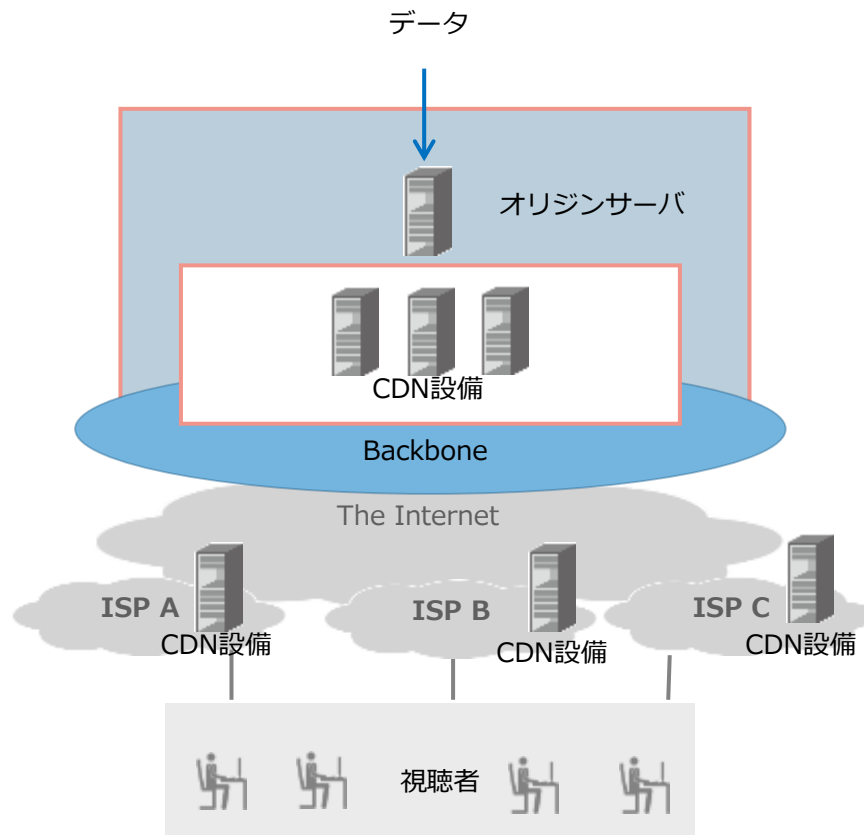 データ
オリジンサーバ
CDN設備
Backbone
The Internet
ISP A
ISP B
ISP C
CDN設備
CDN設備
CDN設備
視聴者